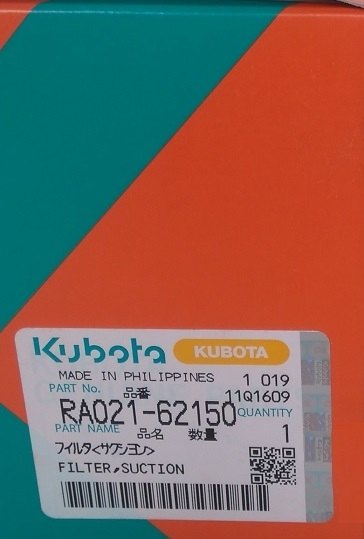 Kubota KUBOTA
MADE IN PHILIPPINES 1 019
PART No. 品番 11Q1609
RA021-62150 QUANTITY
PART NAME 品名 数量 1
フィルタ<サクシヨン>
FILTER,SUCTION